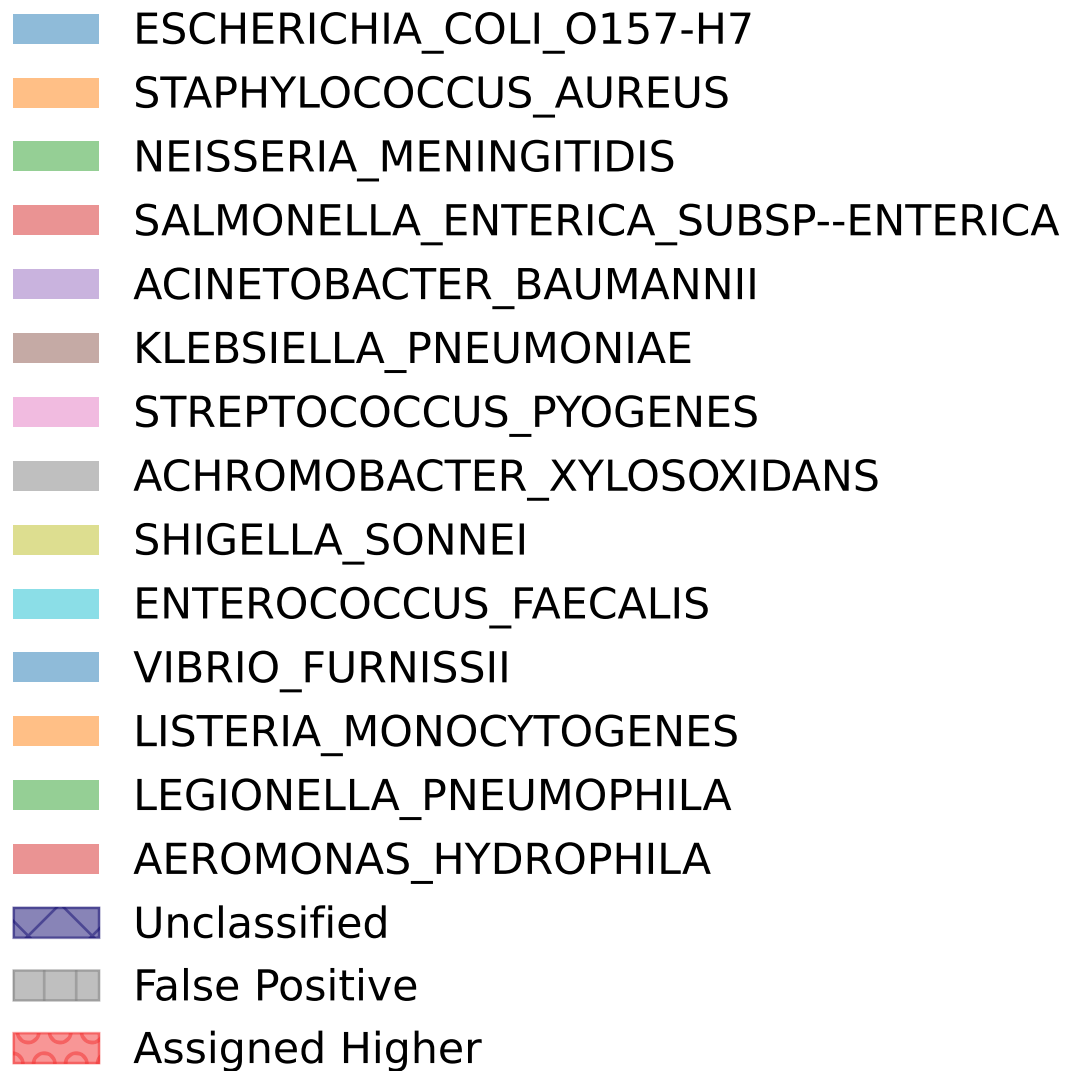 ESCHERICHIA_COLI_O157-H7
STAPHYLOCOCCUS_AUREUS
NEISSERIA_MENINGITIDIS
SALMONELLA_ENTERICA_SUBSP--ENTERICA
ACINETOBACTER_BAUMANNII
KLEBSIELLA_PNEUMONIAE
STREPTOCOCCUS_PYOGENES
ACHROMOBACTER_XYLOSOXIDANS
SHIGELLA_SONNEI
ENTEROCOCCUS_FAECALIS
VIBRIO_FURNISSII
LISTERIA_MONOCYTOGENES
LEGIONELLA_PNEUMOPHILA
AEROMONAS_HYDROPHILA
Unclassified
False Positive
Assigned Higher